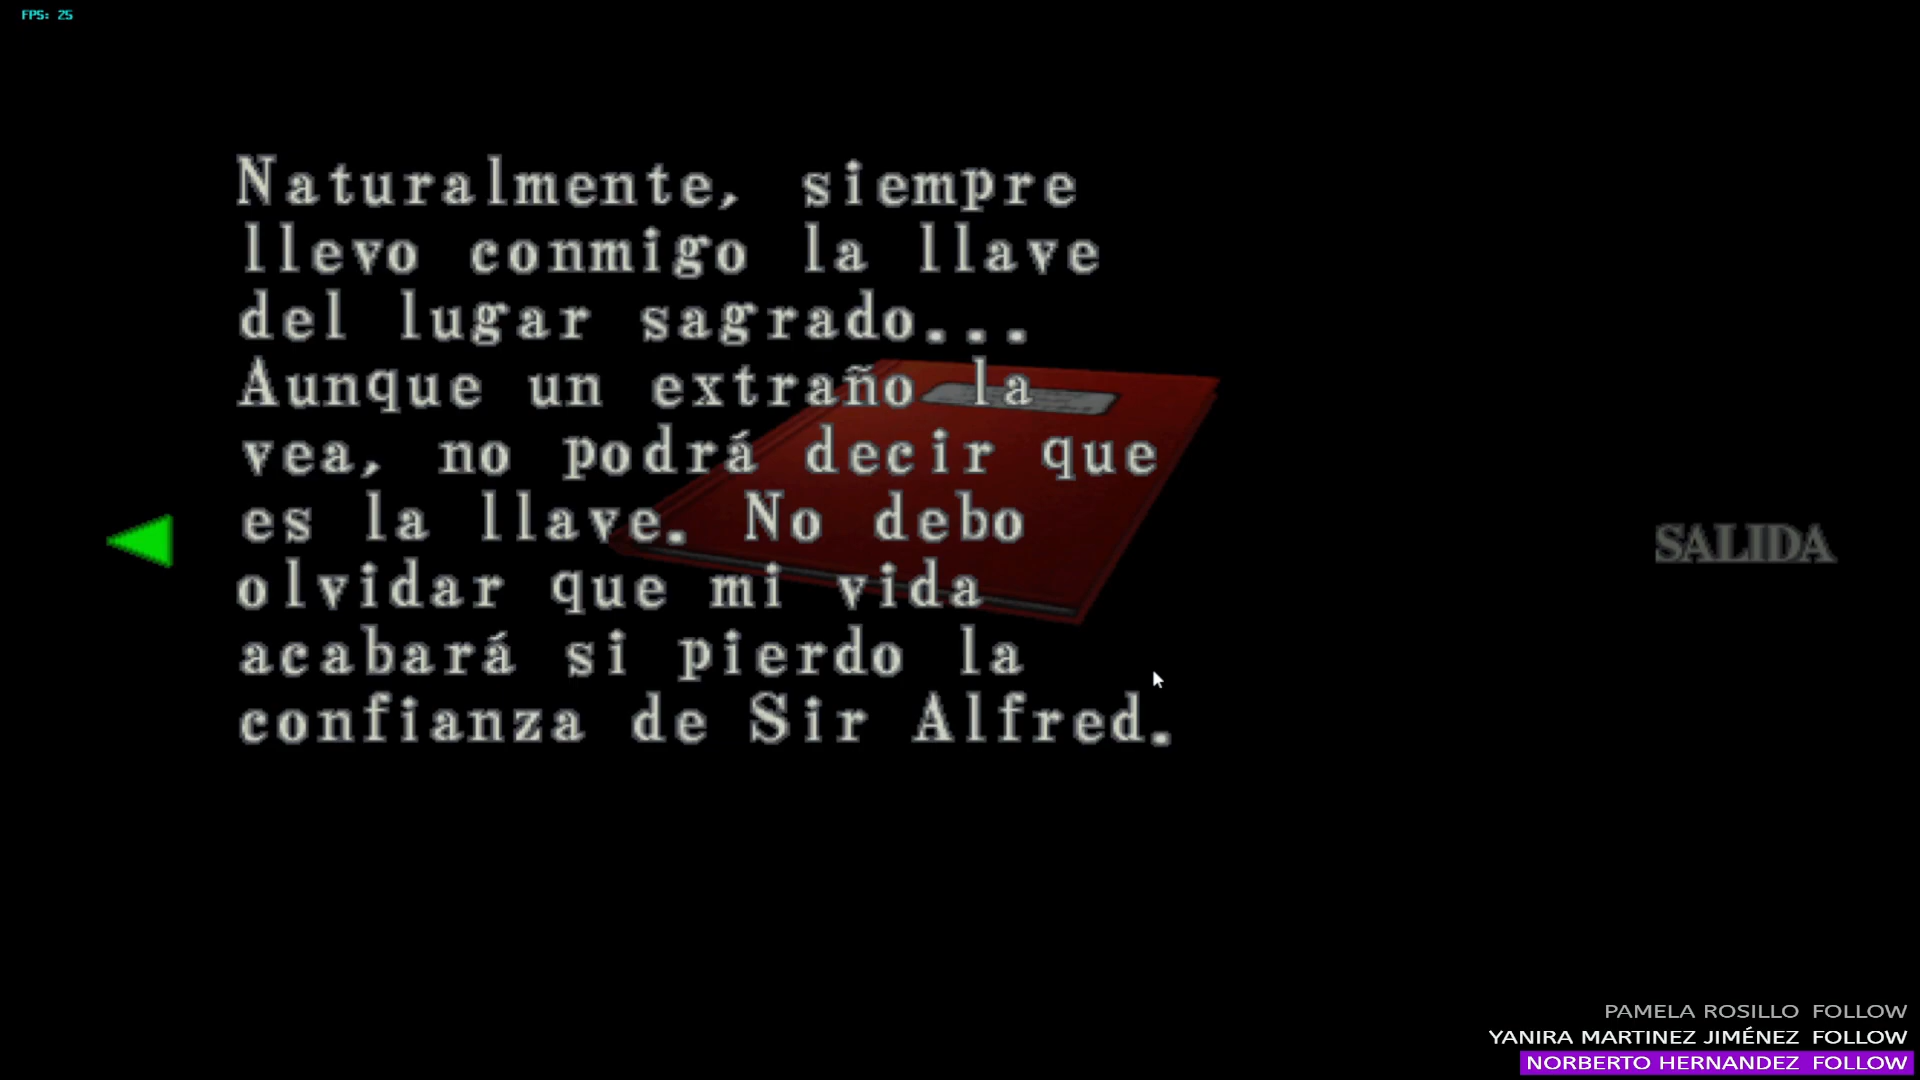 FPS: 25
Naturalmente, siempre
llevo conmigo la llave
del lugar sagrado...
Aunque un extraño la
vea, no podrá decir que
es la llave. No debo
olvidar que mi vida
acabará si pierdo la
confianza de Sir Alfred.
SALIDA
PAMELA ROSILLO FOLLOW
YANIRA MARTINEZ JIMÉNEZ FOLLOW
NORBERTO HERNANDEZ FOLLOW